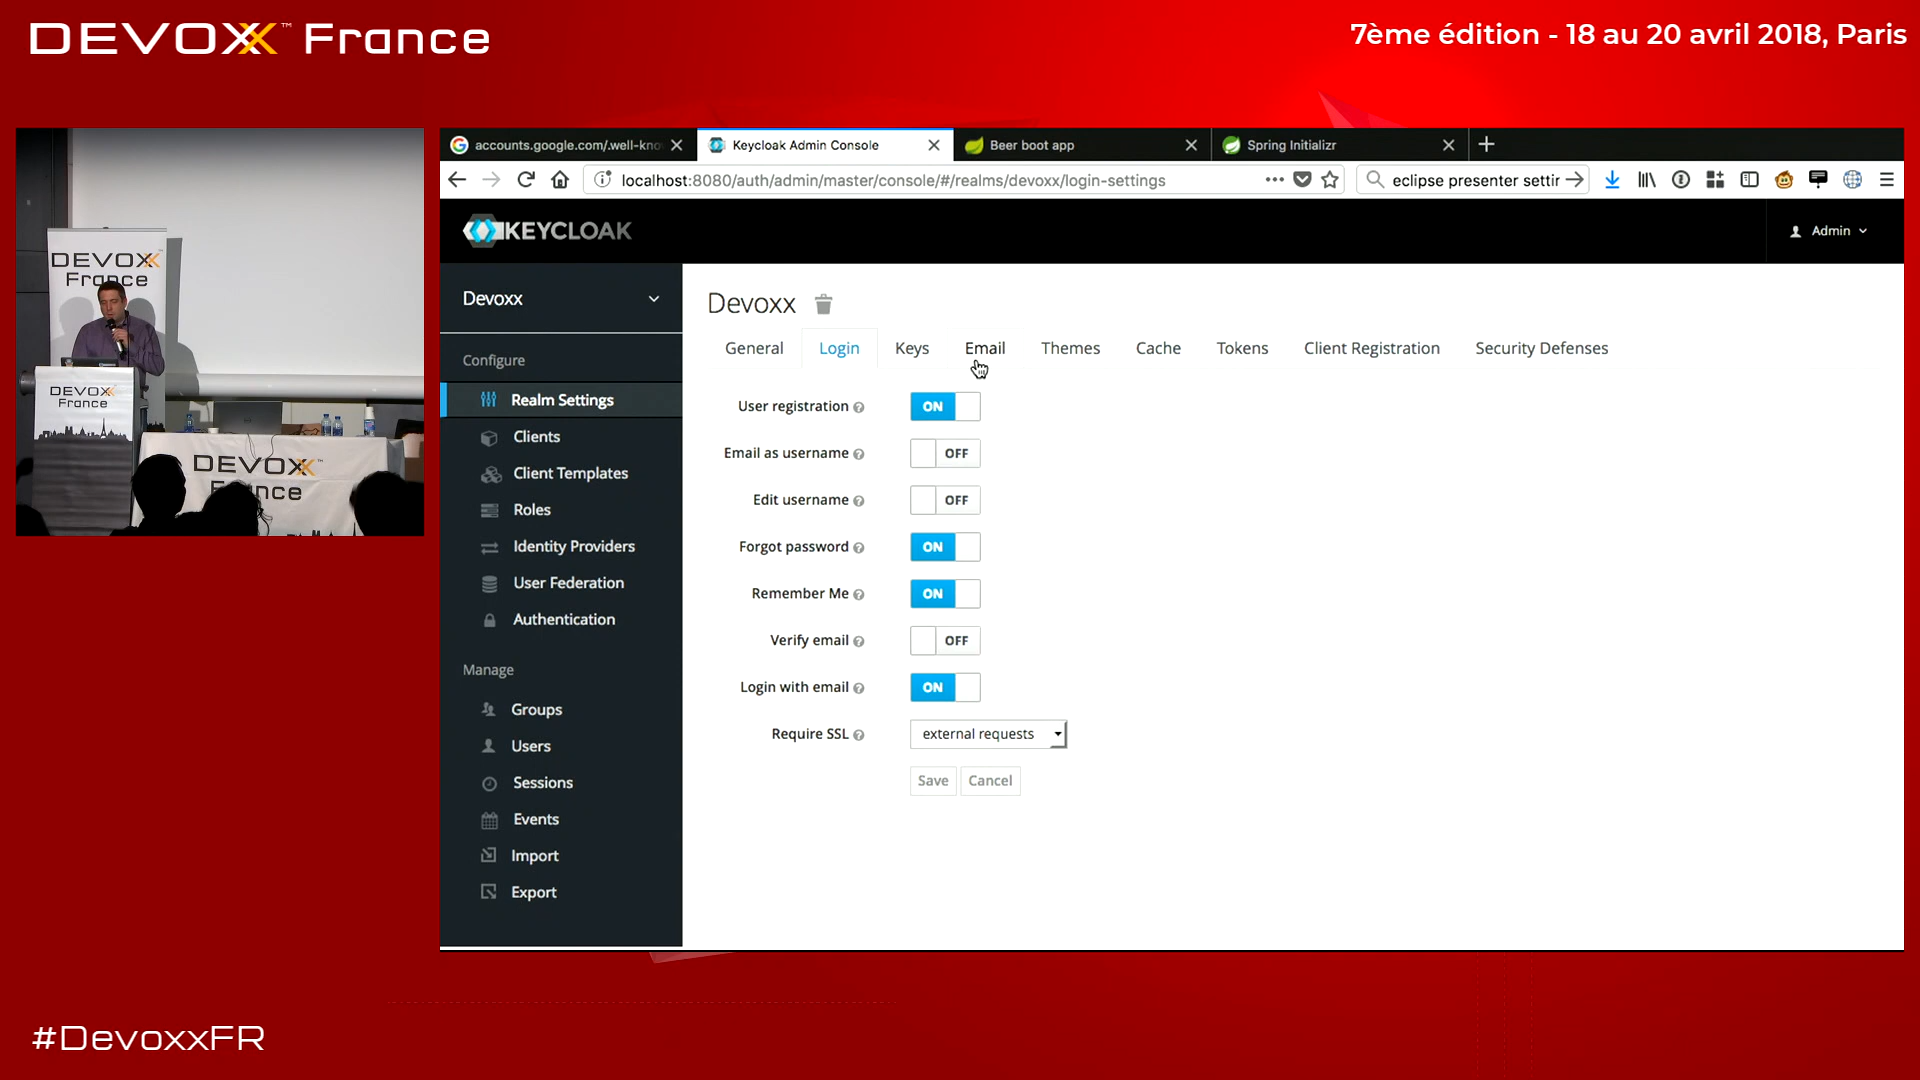 DEVOXX™ France
7ème édition - 18 au 20 avril 2018, Paris
DEVOXX
France
DEVOXX
France
DEVOXX™
accounts.google.com/.well-kno
Keycloak Admin Console
Beer boot app
Spring Initializr
localhost:8080/auth/admin/master/console/#/realms/devoxx/login-settings
eclipse presenter settir
KEYCLOAK
Admin
Devoxx
Configure
Realm Settings
Clients
Client Templates
Roles
Identity Providers
User Federation
Authentication
Manage
Groups
Users
Sessions
Events
Import
Export
Devoxx
General Login Keys Email Themes Cache Tokens Client Registration Security Defenses
User registration ON
Email as username OFF
Edit username OFF
Forgot password ON
Remember Me ON
Verify email OFF
Login with email ON
Require SSL external requests
Save Cancel
#DevoxxFR